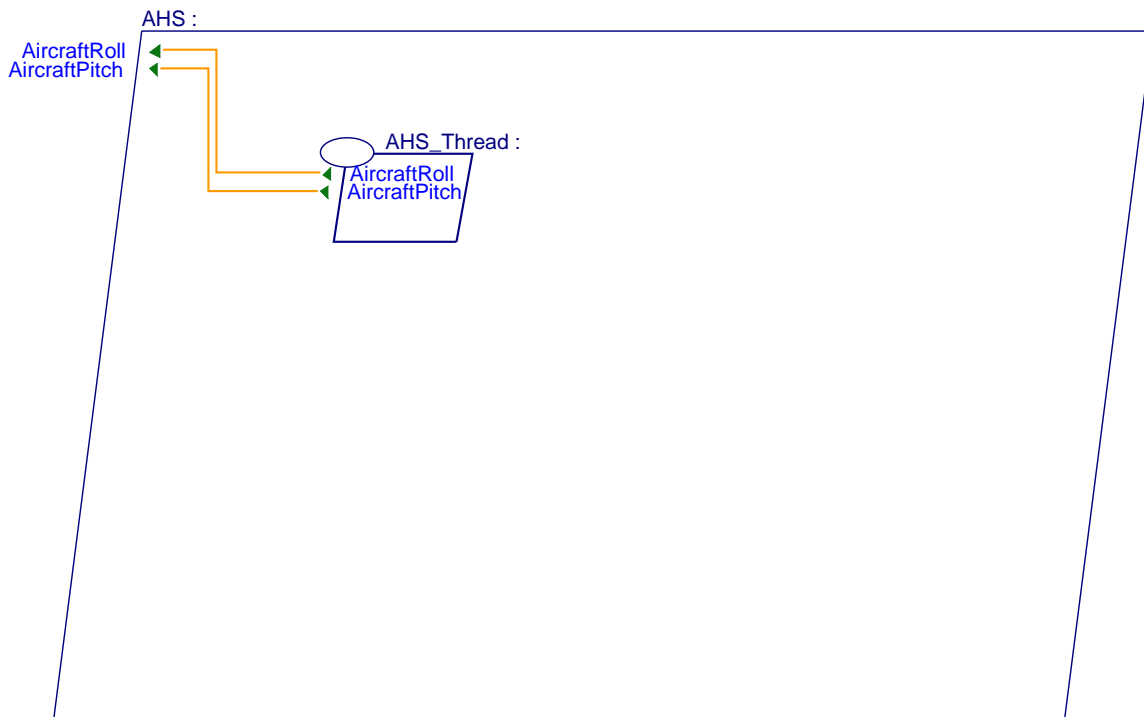 AHS :
AircraftRoll
AircraftPitch
AHS_Thread :
AircraftRoll
AircraftPitch